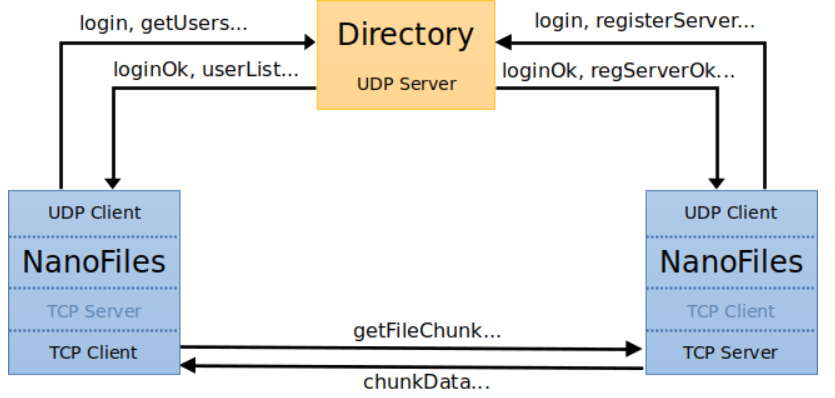 login, getUsers...
Directory
login, registerServer...
loginOk, userList...
UDP Server
loginOk, regServerOk...
UDP Client
NanoFiles
TCP Server
TCP Client
UDP Client
NanoFiles
TCP Client
TCP Server
getFileChunk...
chunkData...